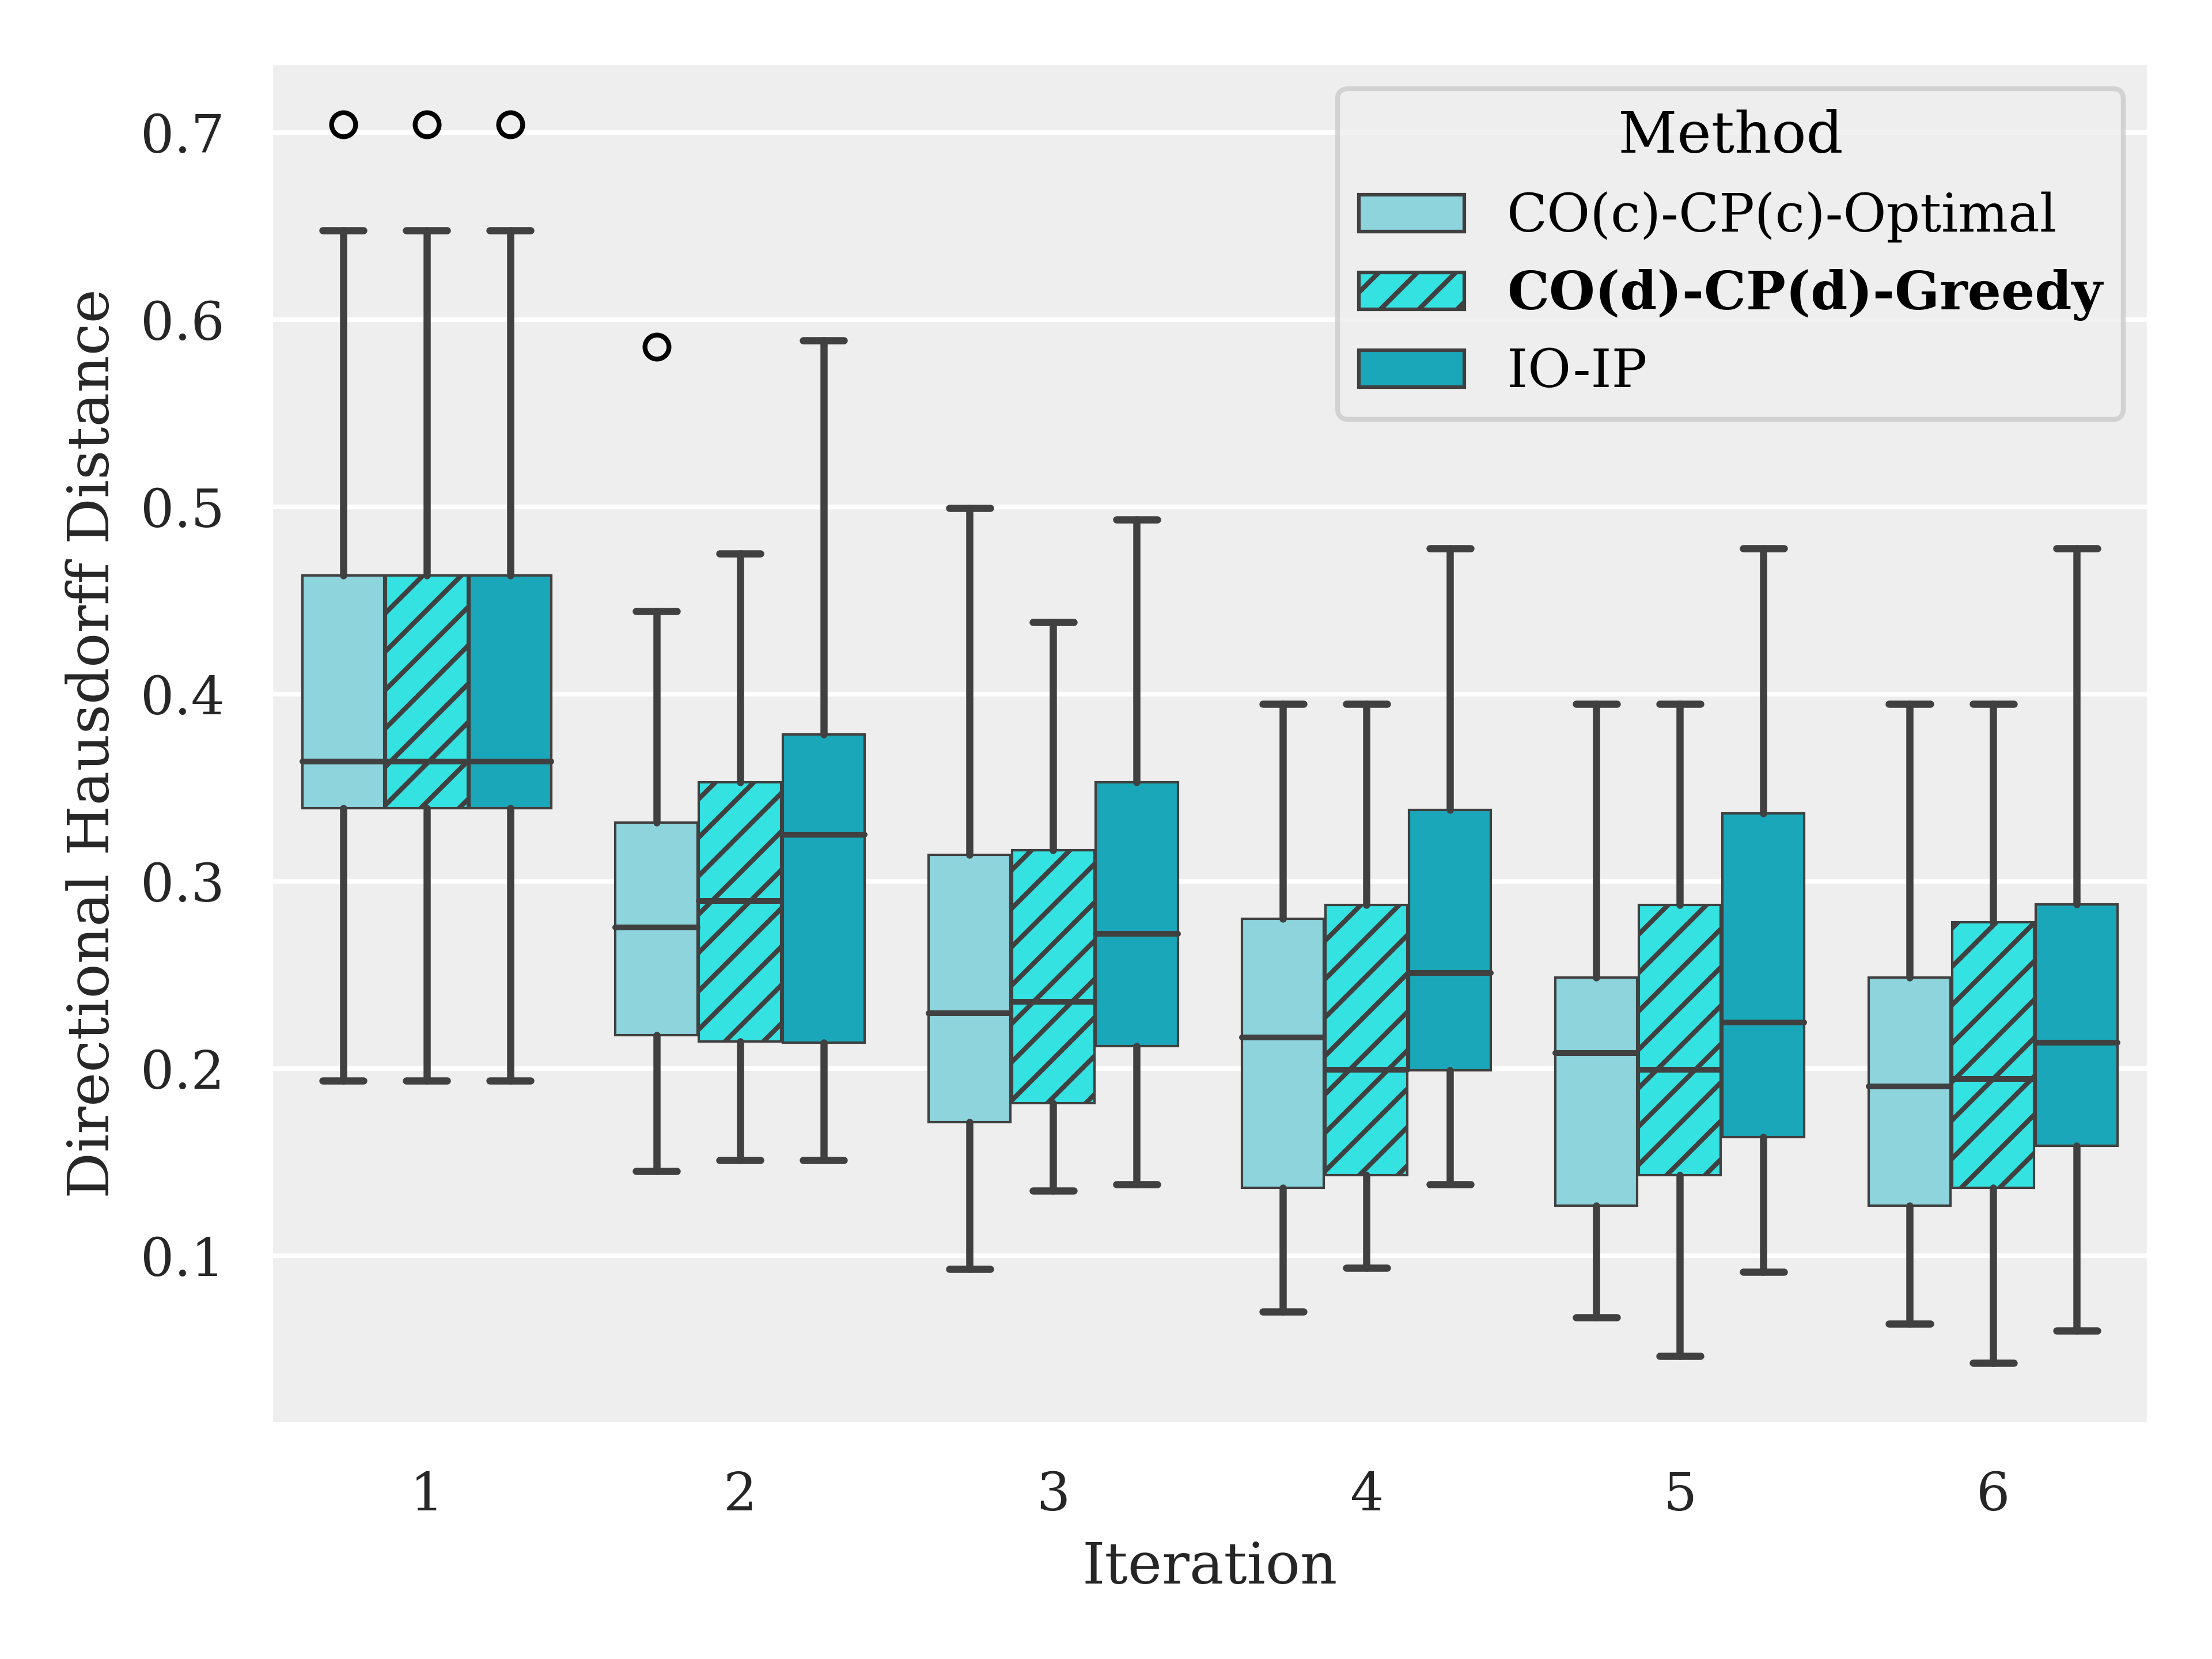 Directional Hausdorff Distance
0.7
0.6
0.5
0.4
0.3
0.2
0.1
Method
CO(c)-CP(c)-Optimal
CO(d)-CP(d)-Greedy
IO-IP
1 2 3 4 5 6
Iteration